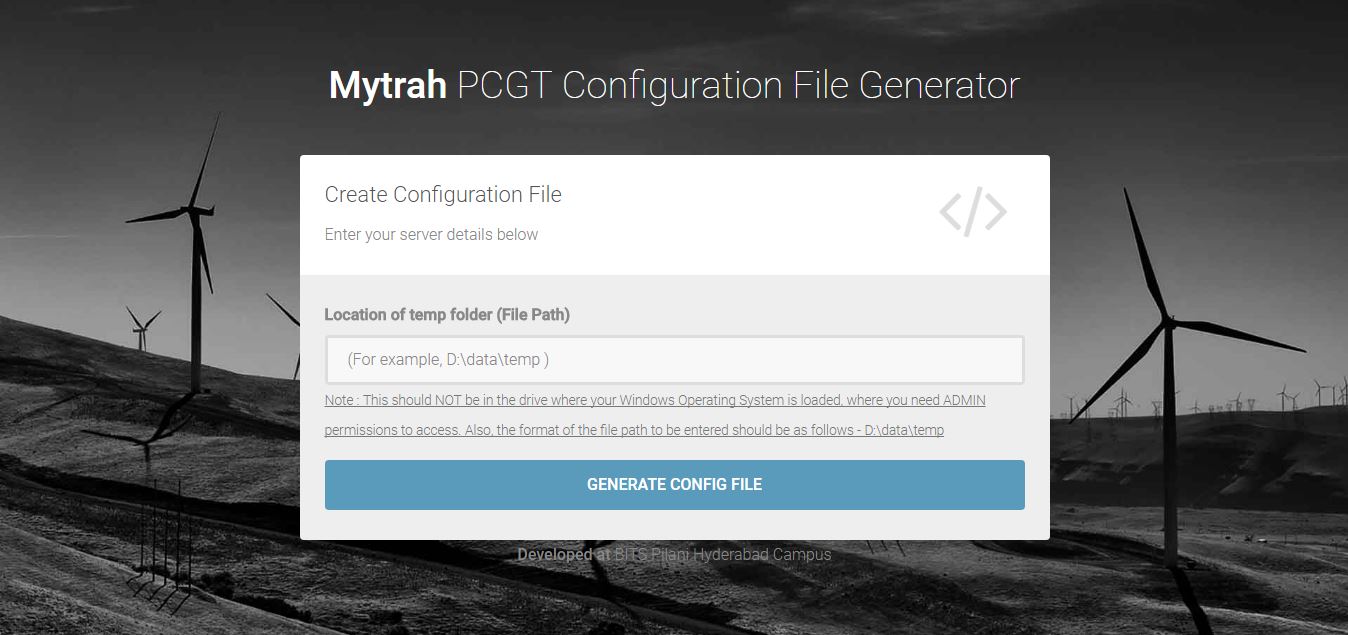 Mytrah PCGT Configuration File Generator
Create Configuration File
Enter your server details below
</>
Location of temp folder (File Path)
(For example, D:\data\temp )
Note : This should NOT be in the drive where your Windows Operating System is loaded, where you need ADMIN
permissions to access. Also, the format of the file path to be entered should be as follows - D:\data\temp
GENERATE CONFIG FILE
Developed at BITS Pilani Hyderabad Campus